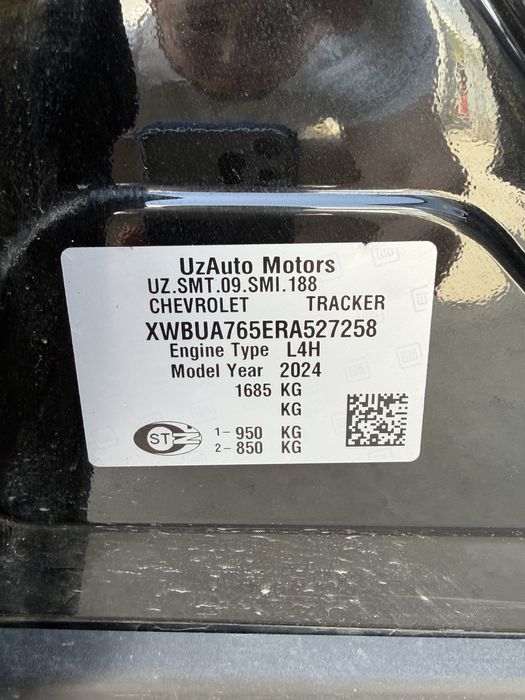 UzAuto Motors
UZ.SMT.09.SMI.188
CHEVROLET TRACKER
XWBUA765ERA527258
Engine Type L4H
Model Year 2024
1685 KG
KG
1- 950 KG
2- 850 KG
ST